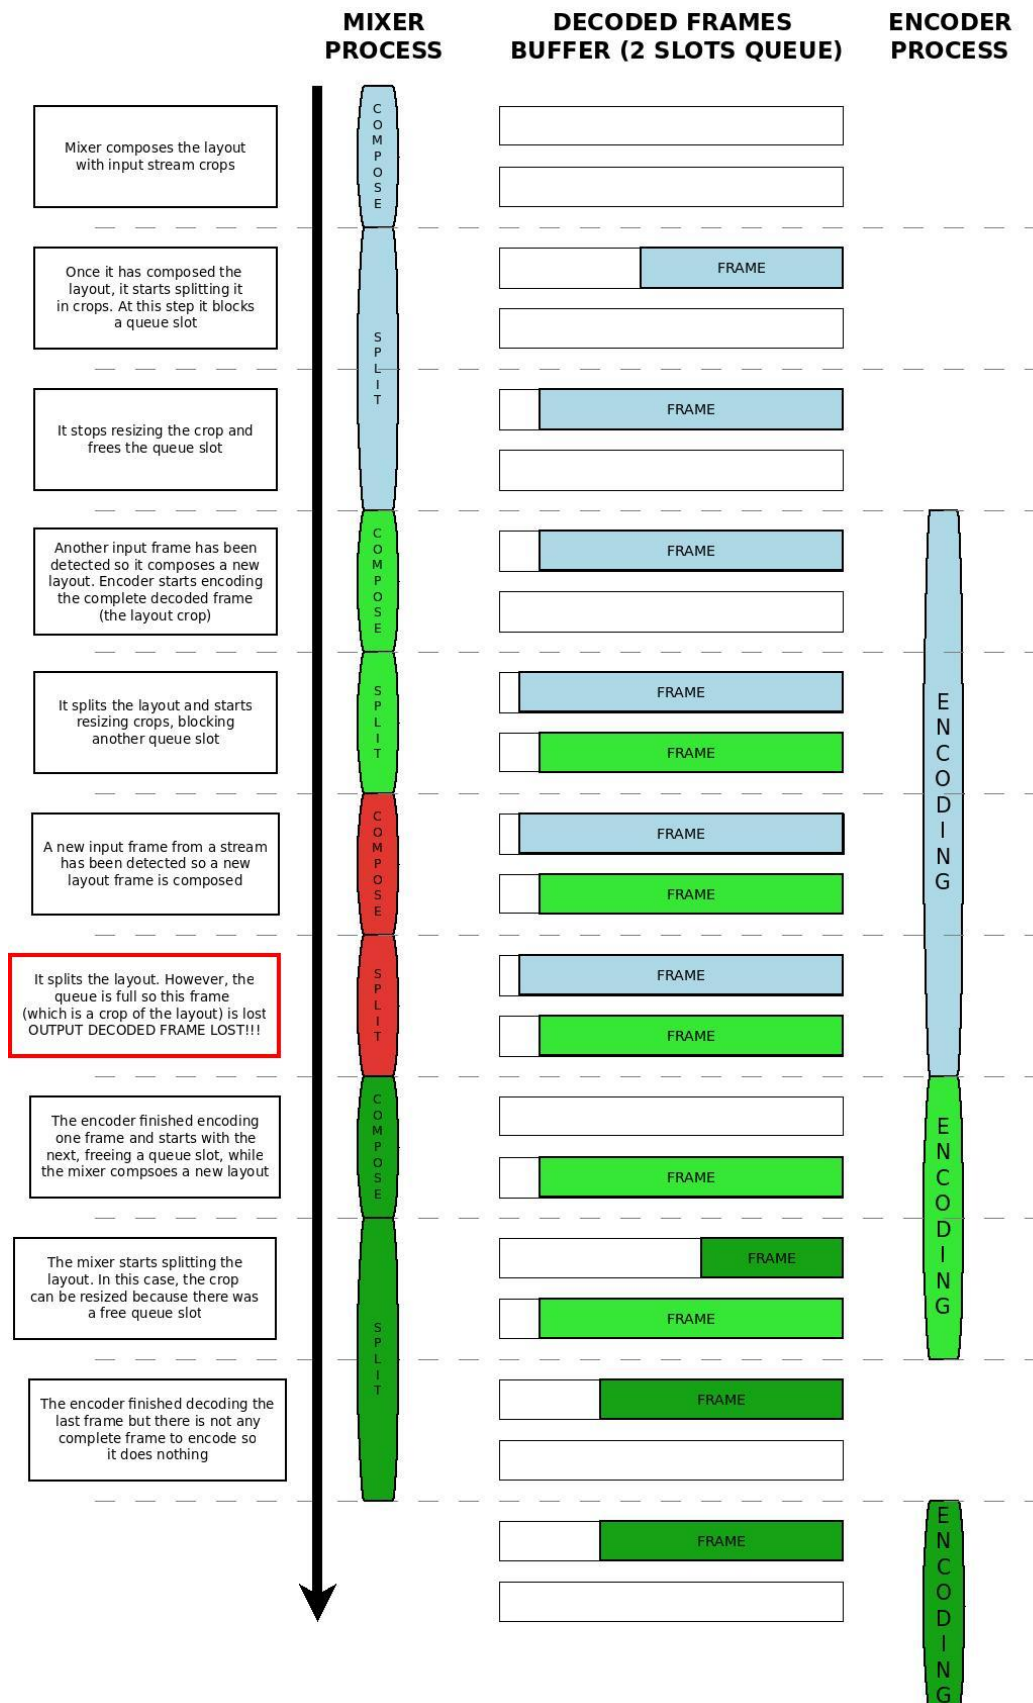 MIXER
PROCESS
DECODED FRAMES
BUFFER (2 SLOTS QUEUE)
ENCODER
PROCESS
Mixer composes the layout
with input stream crops
COMPOSE
Once it has composed the
layout, it starts splitting it
in crops. At this step it blocks
a queue slot
SPLIT
FRAME
It stops resizing the crop and
frees the queue slot
FRAME
Another input frame has been
detected so it composes a new
layout. Encoder starts encoding
the complete decoded frame
(the layout crop)
COMPOSE
FRAME
ENCODING
It splits the layout and starts
resizing crops, blocking
another queue slot
SPLIT
FRAME
FRAME
A new input frame from a stream
has been detected so a new
layout frame is composed
COMPOSE
FRAME
FRAME
It splits the layout. However, the
queue is full so this frame
(which is a crop of the layout) is lost
OUTPUT DECODED FRAME LOST!!!
SPLIT
FRAME
FRAME
The encoder finished encoding
one frame and starts with the
next, freeing a queue slot, while
the mixer compsoes a new layout
COMPOSE
FRAME
ENCODING
The mixer starts splitting the
layout. In this case, the crop
can be resized because there was
a free queue slot
SPLIT
FRAME
FRAME
The encoder finished decoding the
last frame but there is not any
complete frame to encode so
it does nothing
FRAME
FRAME
ENCODING